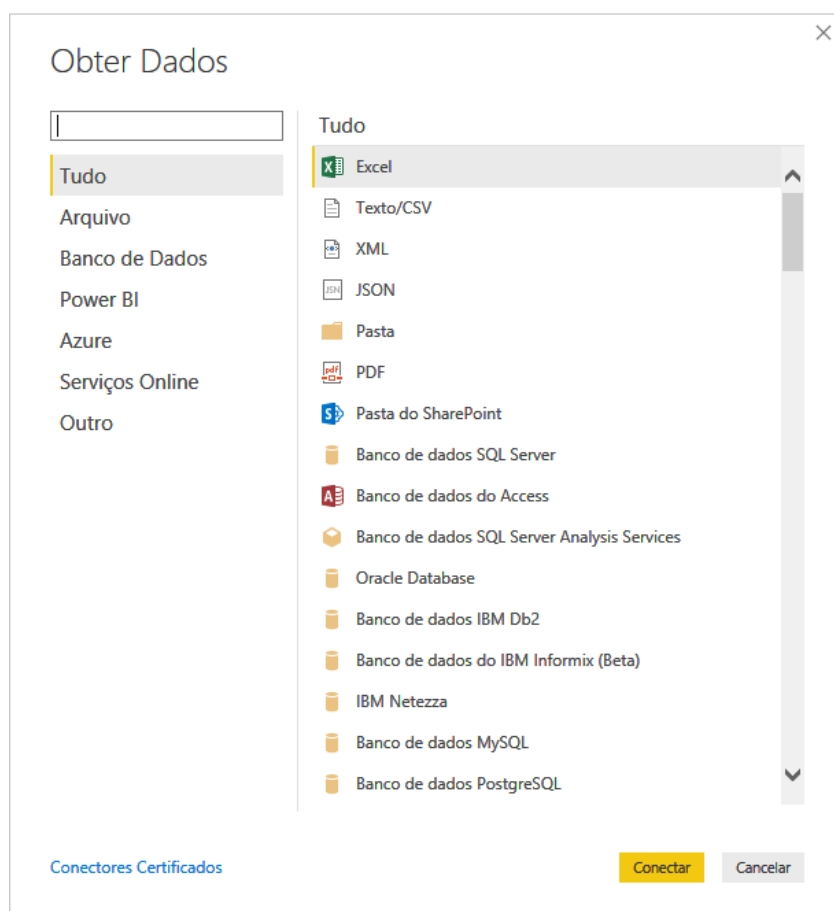 Obter Dados
Tudo
Arquivo
Banco de Dados
Power BI
Azure
Serviços Online
Outro
Tudo
Excel
Texto/CSV
XML
JSON
Pasta
PDF
Pasta do SharePoint
Banco de dados SQL Server
Banco de dados do Access
Banco de dados SQL Server Analysis Services
Oracle Database
Banco de dados IBM Db2
Banco de dados do IBM Informix (Beta)
IBM Netezza
Banco de dados MySQL
Banco de dados PostgreSQL
Conectores Certificados
Conectar
Cancelar